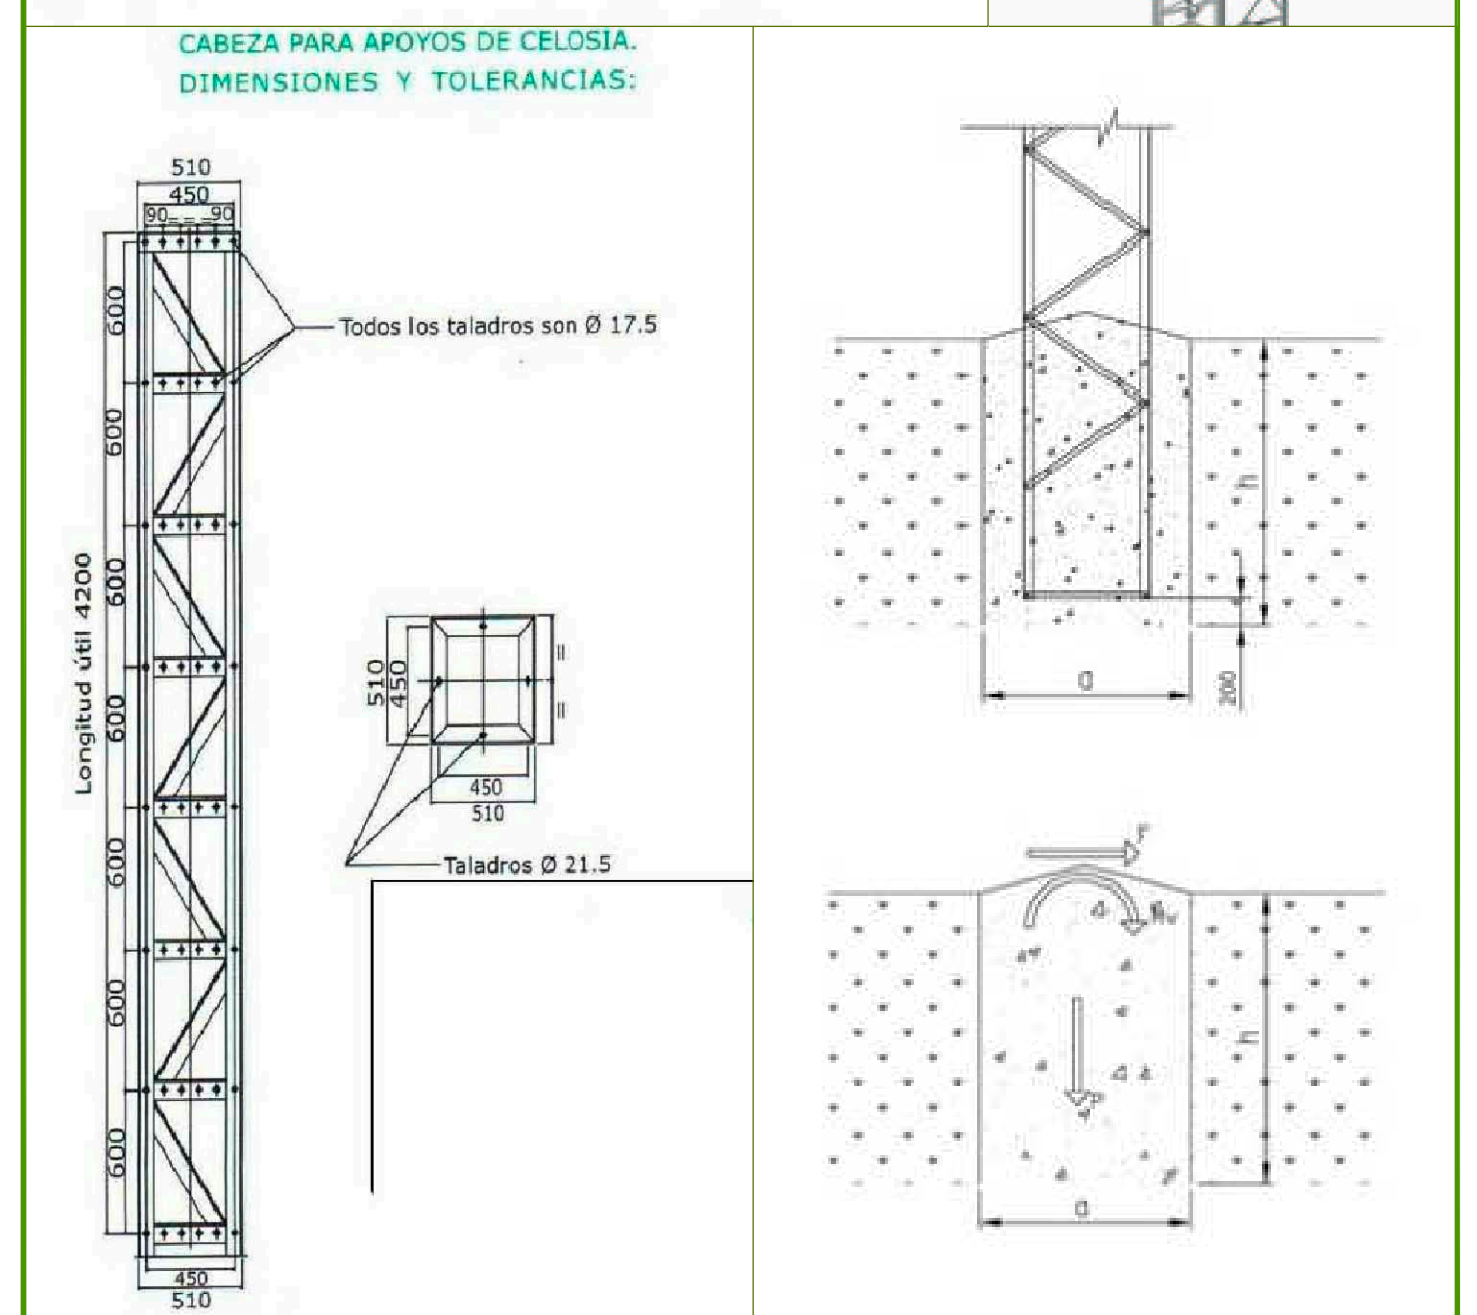 CABEZA PARA APOYOS DE CELOSIA.
DIMENSIONES Y TOLERANCIAS:
510
450
90 = = = 90
600
Todos los taladros son Ø 17.5
600
600
Longitud útil 4200
600
600
600
600
450
510
510
450
=
=
450
510
Taladros Ø 21.5
h
a
200
F
h
P
a